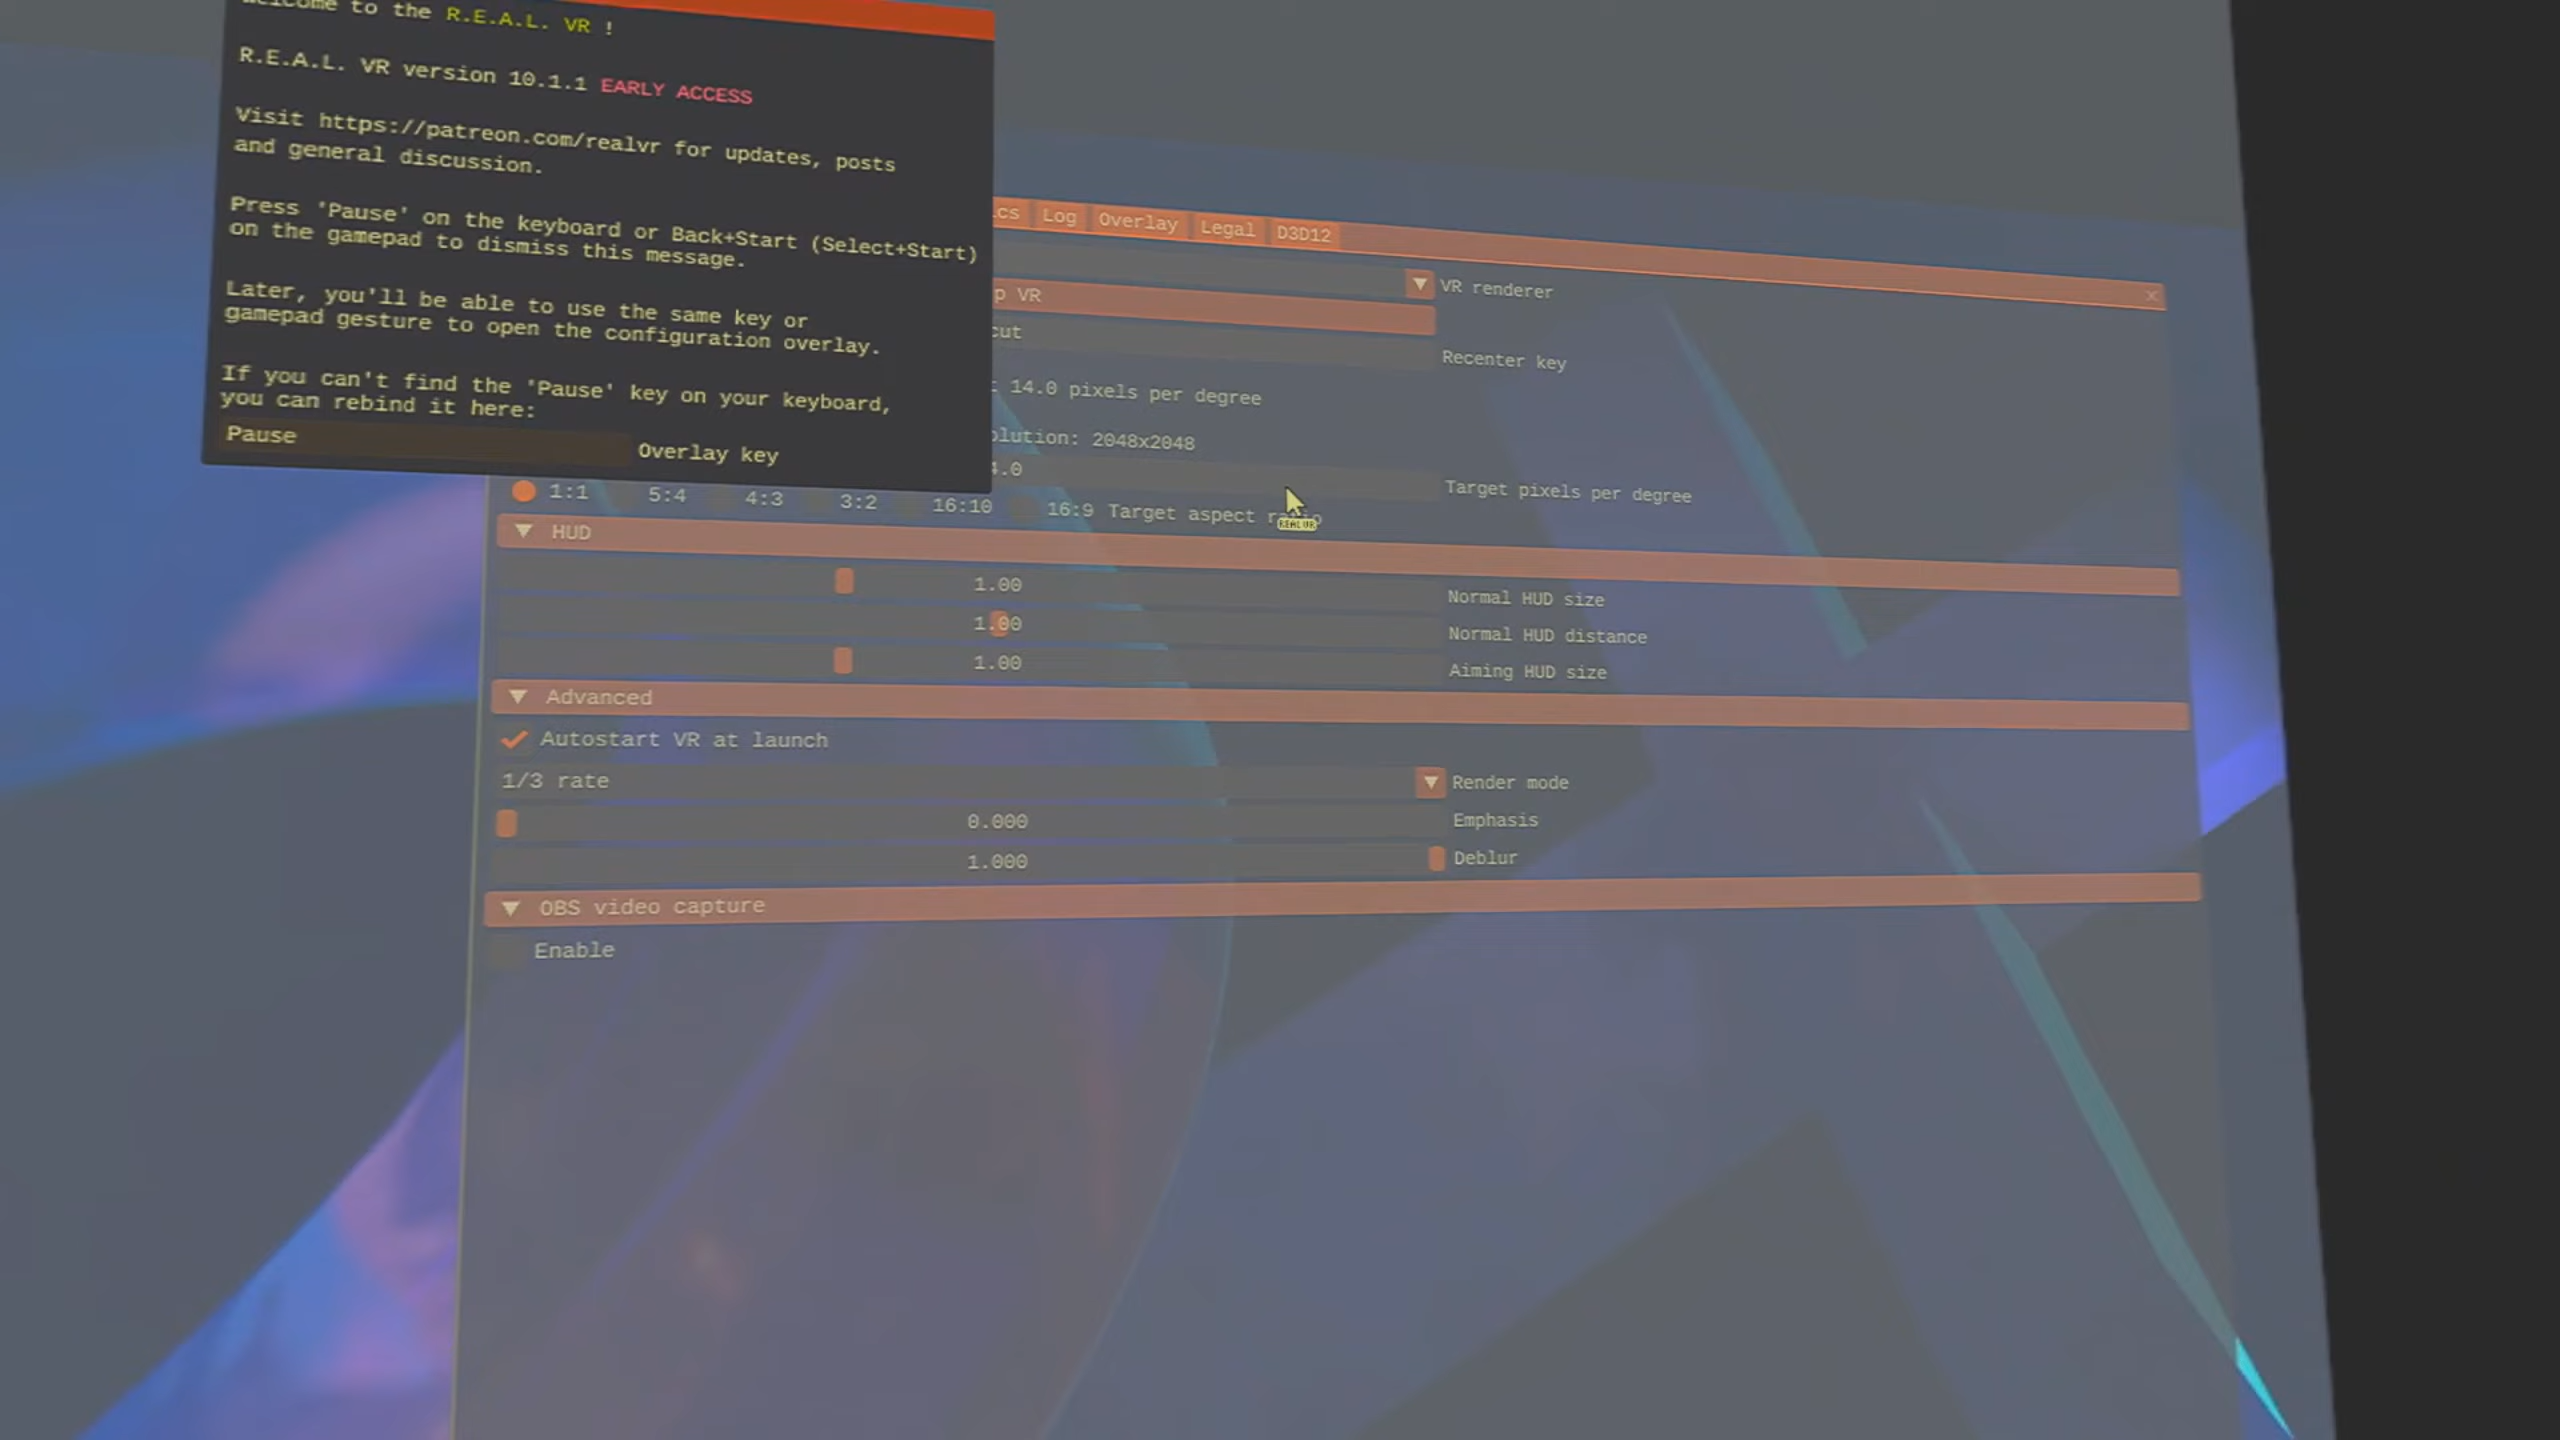 to the R.E.A.L. VR !
R.E.A.L. VR version 10.1.1 EARLY ACCESS
Visit https://patreon.com/realvr for updates, posts
and general discussion.
Press 'Pause' on the keyboard or Back+Start (Select+Start)
on the gamepad to dismiss this message.
Later, you'll be able to use the same key or
gamepad gesture to open the configuration overlay.
If you can't find the 'Pause' key on your keyboard,
you can rebind it here:
Pause Overlay key
Log Overlay Legal D3D12
VR renderer
VR
Recenter key
14.0 pixels per degree
2048x2048
Target pixels per degree
1:1 5:4 4:3 3:2 16:10 16:9 Target aspect
REAL VR
HUD
1.00 Normal HUD size
1.00 Normal HUD distance
1.00 Aiming HUD size
Advanced
Autostart VR at launch
1/3 rate Render mode
0.000 Emphasis
1.000 Deblur
OBS video capture
Enable